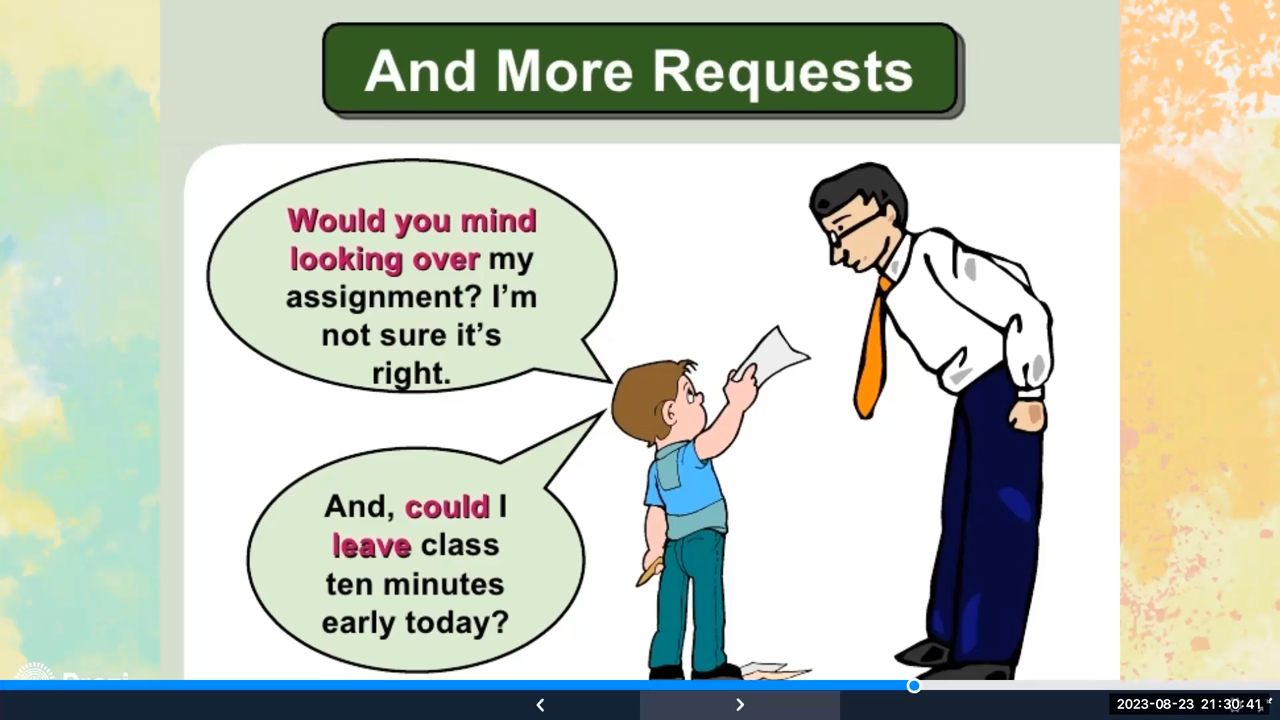 And More Requests
Would you mind
looking over my
assignment? I'm
not sure it's
right.
And, could I
leave class
ten minutes
early today?
Prezi
2023-08-23 21:30:41